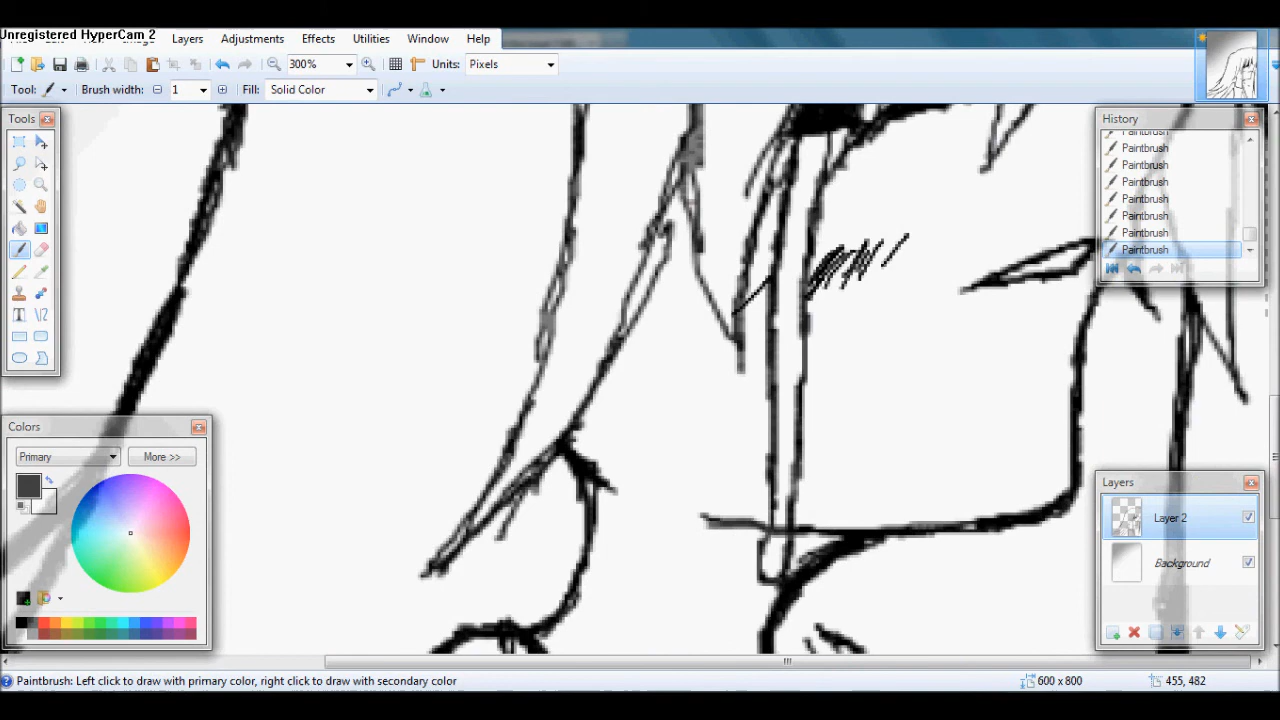 Unregistered HyperCam 2
Layers Adjustments Effects Utilities Window Help
300% Units: Pixels
Tool: Brush width: 1 Fill: Solid Color
Tools
History
Paintbrush
Paintbrush
Paintbrush
Paintbrush
Paintbrush
Paintbrush
Paintbrush
Paintbrush
Colors
Primary More >>
Layers
Layer 2
Background
Paintbrush: Left click to draw with primary color, right click to draw with secondary color 600 x 800 455, 482